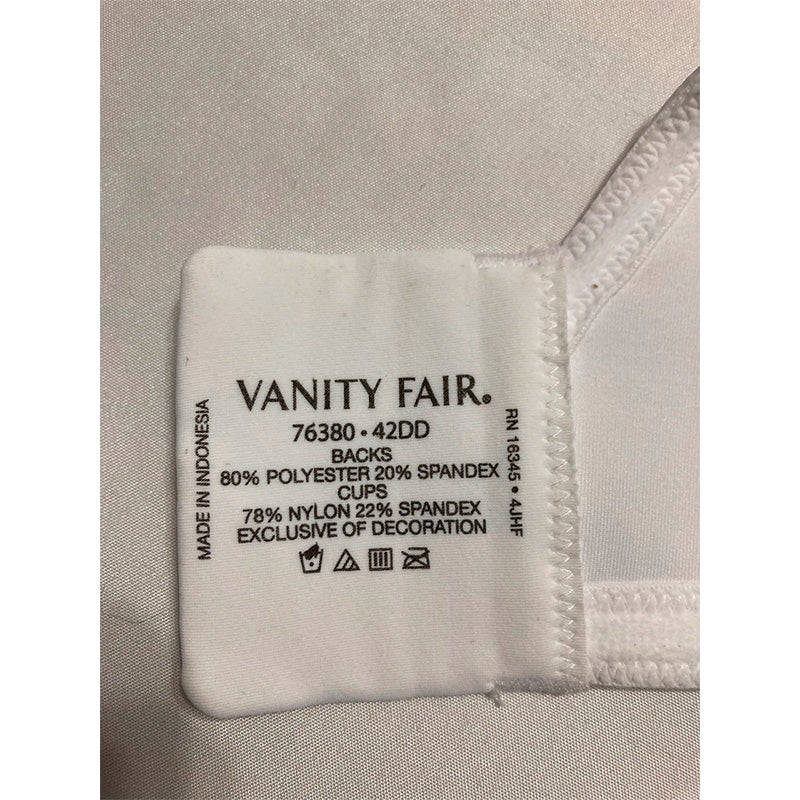 VANITY FAIR®
76380 • 42DD
BACKS
80% POLYESTER 20% SPANDEX
CUPS
78% NYLON 22% SPANDEX
EXCLUSIVE OF DECORATION
MADE IN INDONESIA
RN 16345 • 4JHF